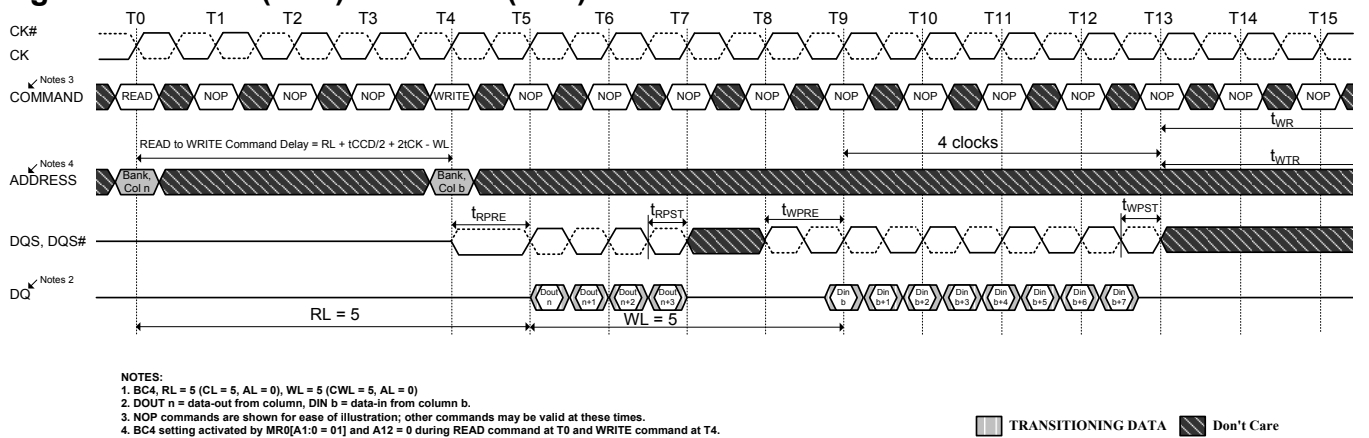 T0 T1 T2 T3 T4 T5 T6 T7 T8 T9 T10 T11 T12 T13 T14 T15
CK#
CK
Notes 3
COMMAND
READ NOP NOP NOP WRITE NOP NOP NOP NOP NOP NOP NOP NOP NOP NOP NOP
tWR
READ to WRITE Command Delay = RL + tCCD/2 + 2tCK - WL
4 clocks
Notes 4
tWTR
ADDRESS
Bank, Col n
Bank, Col b
tRPRE tRPST tWPRE tWPST
DQS, DQS#
Notes 2
DQ
Dout n Dout n+1 Dout n+2 Dout n+3 Din b Din b+1 Din b+2 Din b+3 Din b+4 Din b+5 Din b+6 Din b+7
RL = 5 WL = 5
NOTES:
1. BC4, RL = 5 (CL = 5, AL = 0), WL = 5 (CWL = 5, AL = 0)
2. DOUT n = data-out from column, DIN b = data-in from column b.
3. NOP commands are shown for ease of illustration; other commands may be valid at these times.
4. BC4 setting activated by MR0[A1:0 = 01] and A12 = 0 during READ command at T0 and WRITE command at T4.
TRANSITIONING DATA Don't Care